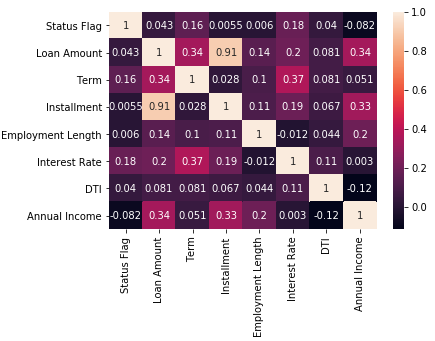 Status Flag 1 0.043 0.16 0.0055 0.006 0.18 0.04 -0.082
Loan Amount 0.043 1 0.34 0.91 0.14 0.2 0.081 0.34
Term 0.16 0.34 1 0.028 0.1 0.37 0.081 0.051
Installment 0.0055 0.91 0.028 1 0.11 0.19 0.067 0.33
Employment Length 0.006 0.14 0.1 0.11 1 -0.012 0.044 0.2
Interest Rate 0.18 0.2 0.37 0.19 -0.012 1 0.11 0.003
DTI 0.04 0.081 0.081 0.067 0.044 0.11 1 -0.12
Annual Income -0.082 0.34 0.051 0.33 0.2 0.003 -0.12 1
Status Flag
Loan Amount
Term
Installment
Employment Length
Interest Rate
DTI
Annual Income
1.0
0.8
0.6
0.4
0.2
0.0